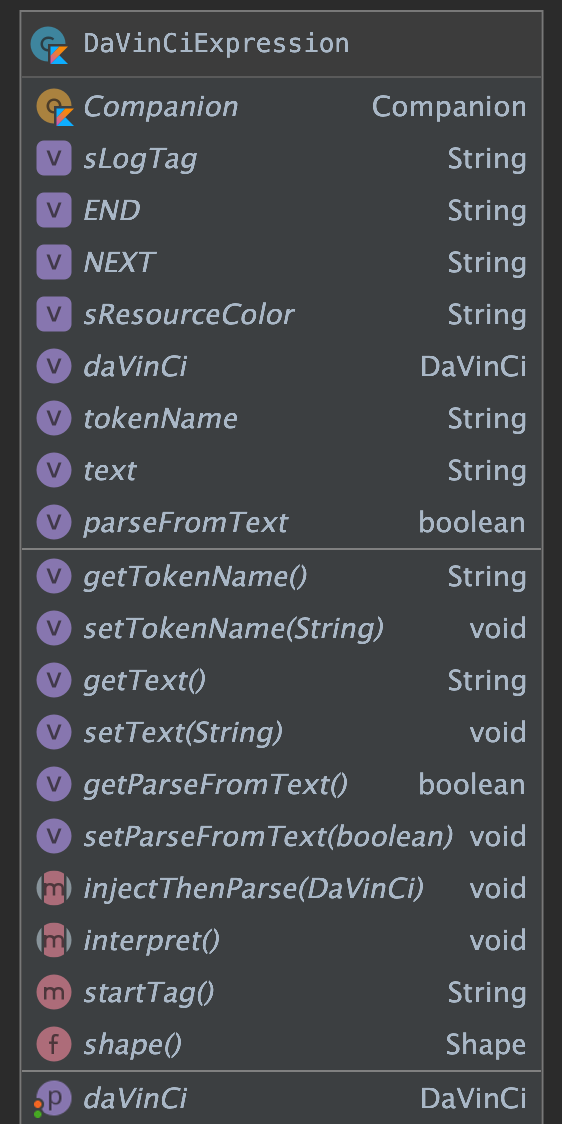 DaVinCiExpression
Companion Companion
V sLogTag String
V END String
V NEXT String
V sResourceColor String
V daVinCi DaVinCi
V tokenName String
V text String
V parseFromText boolean
V getTokenName() String
V setTokenName(String) void
V getText() String
V setText(String) void
V getParseFromText() boolean
V setParseFromText(boolean) void
m injectThenParse(DaVinCi) void
m interpret() void
m startTag() String
f shape() Shape
p daVinCi DaVinCi